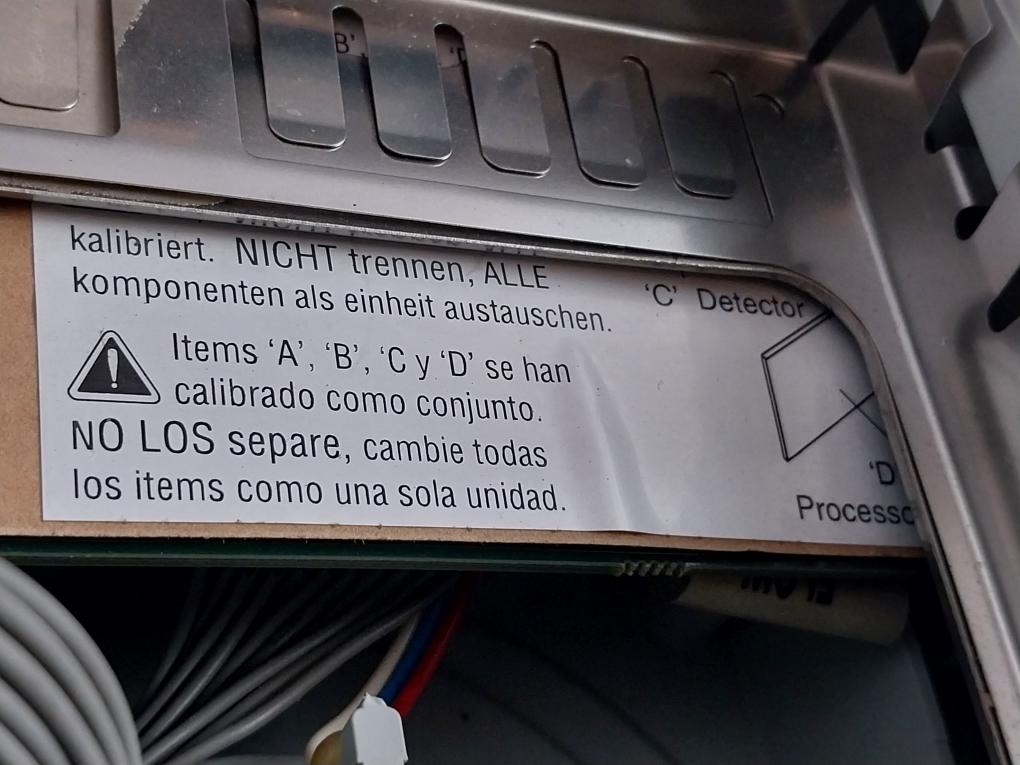 B'
kalibriert. NICHT trennen, ALLE
komponenten als einheit austauschen.
Items ‘A’, ‘B’, ‘C y ‘D’ se han
calibrado como conjunto.
NO LOS separe, cambie todas
los items como una sola unidad.
‘C’ Detector
‘D
Processo